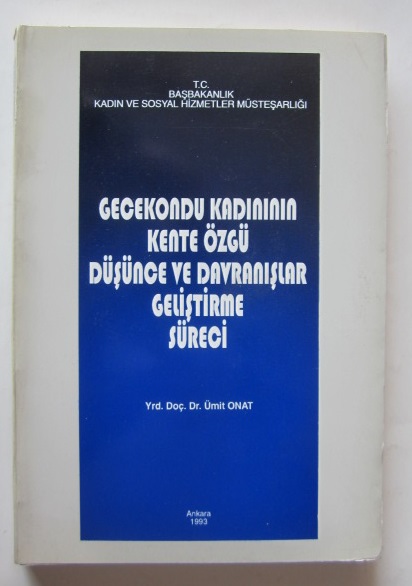 T.C.
BAŞBAKANLIK
KADIN VE SOSYAL HİZMETLER MÜSTEŞARLIĞI
GECEKONDU KADINININ
KENTE ÖZGÜ
DÜŞÜNCE VE DAVRANIŞLAR
GELİŞTİRME
SÜRECİ
Yrd. Doç. Dr. Ümit ONAT
Ankara
1993